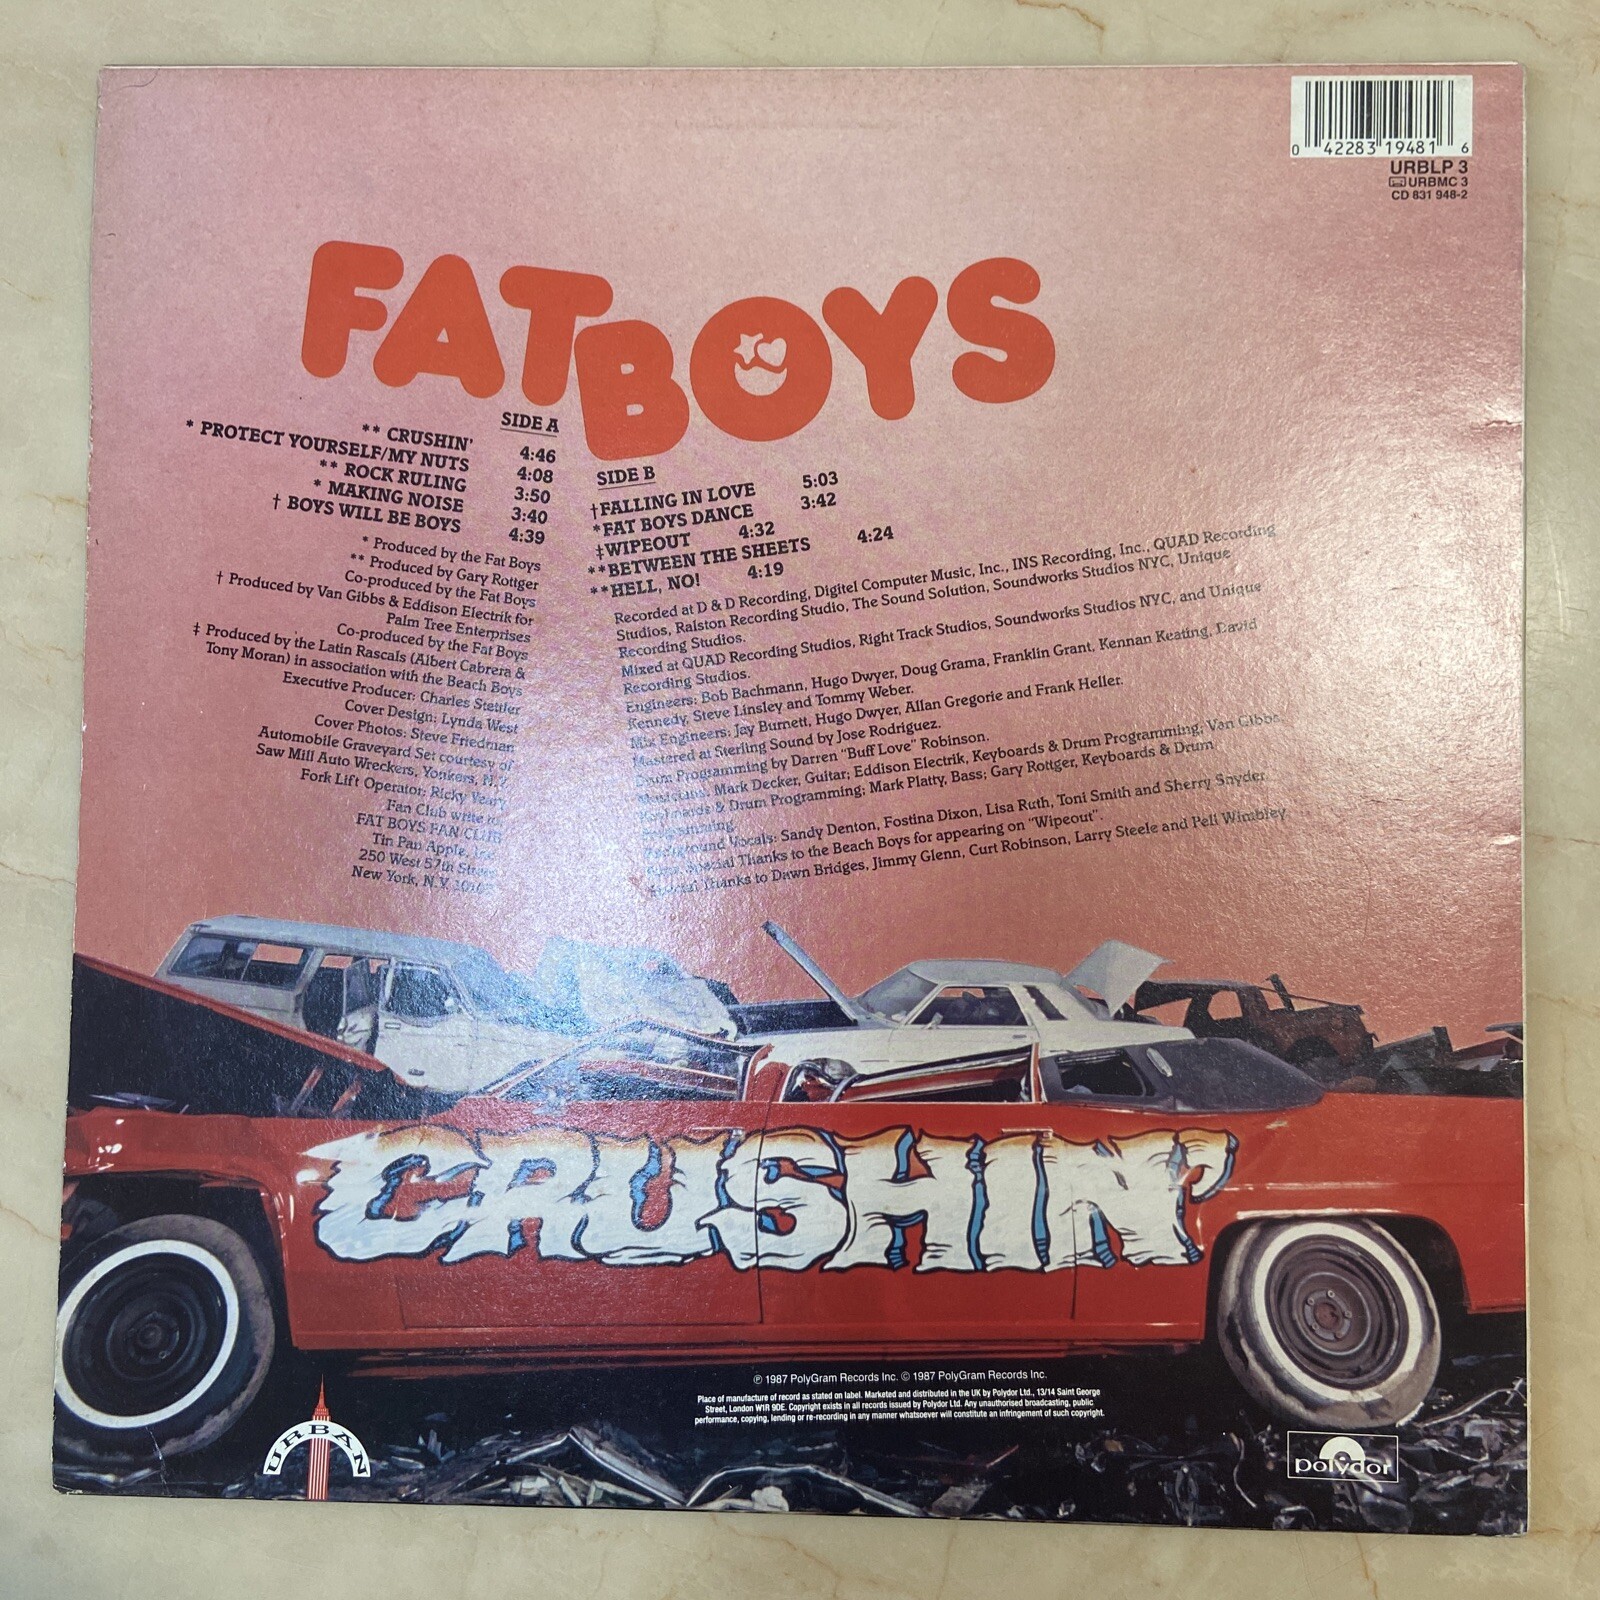 0 42283 19481 6
URBLP 3
URBMC 3
CD 831 948-2
FAT BOYS
SIDE A
** CRUSHIN' 4:46
* PROTECT YOURSELF/MY NUTS 4:08
** ROCK RULING 3:50
* MAKING NOISE 3:40
† BOYS WILL BE BOYS 4:39
* Produced by the Fat Boys
** Produced by Gary Rottger
Co-produced by the Fat Boys
† Produced by Van Gibbs & Eddison Electrik for
Palm Tree Enterprises
Co-produced by the Fat Boys
‡ Produced by the Latin Rascals (Albert Cabrera &
Tony Moran) in association with the Beach Boys
Executive Producer: Charles Stettler
Cover Design: Lynda West
Cover Photos: Steve Friedman
Automobile Graveyard Set courtesy of
Saw Mill Auto Wreckers, Yonkers, N.Y.
Fork Lift Operator: Ricky Veary
Fan Club write to:
FAT BOYS FAN CLUB
Tin Pan Apple, Inc.
250 West 57th Street
New York, N.Y.
SIDE B
†FALLING IN LOVE 5:03
*FAT BOYS DANCE 3:42
‡WIPEOUT 4:32
**BETWEEN THE SHEETS 4:24
**HELL, NO! 4:19
Recorded at D & D Recording, Digitel Computer Music, Inc., INS Recording, Inc., QUAD Recording
Studios, Ralston Recording Studio, The Sound Solution, Soundworks Studios NYC, Unique
Recording Studios.
Mixed at QUAD Recording Studios, Right Track Studios, Soundworks Studios NYC, and Unique
Recording Studios.
Engineers: Bob Bachmann, Hugo Dwyer, Doug Grama, Franklin Grant, Kennan Keating, David
Kennedy, Steve Linsley and Tommy Weber.
Mix Engineers: Jay Burnett, Hugo Dwyer, Allan Gregorie and Frank Heller.
Mastered at Sterling Sound by Jose Rodriguez.
Drum Programming by Darren "Buff Love" Robinson.
Musicians, Mark Decker, Guitar; Eddison Electrik, Keyboards & Drum Programming; Van Gibbs,
Keyboards & Drum Programming; Mark Platty, Bass; Gary Rottger, Keyboards & Drum
Programming.
Background Vocals: Sandy Denton, Fostina Dixon, Lisa Ruth, Toni Smith and Sherry Snyder
Special Thanks to the Beach Boys for appearing on "Wipeout".
Special Thanks to Dawn Bridges, Jimmy Glenn, Curt Robinson, Larry Steele and Peli Wimbley.
CRUSHIN'
℗ 1987 PolyGram Records Inc. © 1987 PolyGram Records Inc.
Place of manufacture of record as stated on label. Marketed and distributed in the UK by Polydor Ltd., 13/14 Saint George
Street, London W1R 9DE. Copyright exists in all records issued by Polydor Ltd. Any unauthorised broadcasting, public
performance, copying, lending or re-recording in any manner whatsoever will constitute an infringement of such copyright.
URBAN
polydor